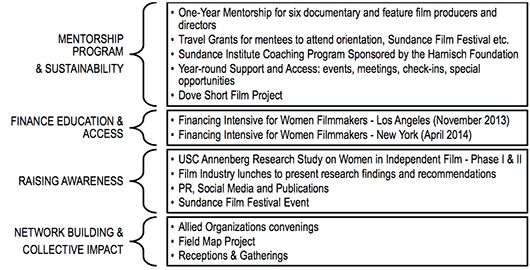 MENTORSHIP
PROGRAM
& SUSTAINABILITY
• One-Year Mentorship for six documentary and feature film producers and
directors
• Travel Grants for mentees to attend orientation, Sundance Film Festival etc.
• Sundance Institute Coaching Program Sponsored by the Harnisch Foundation
• Year-round Support and Access: events, meetings, check-ins, special
opportunities
• Dove Short Film Project
FINANCE EDUCATION &
ACCESS
• Financing Intensive for Women Filmmakers - Los Angeles (November 2013)
• Financing Intensive for Women Filmmakers - New York (April 2014)
RAISING AWARENESS
• USC Annenberg Research Study on Women in Independent Film - Phase I & II
• Film Industry lunches to present research findings and recommendations
• PR, Social Media and Publications
• Sundance Film Festival Event
NETWORK BUILDING &
COLLECTIVE IMPACT
• Allied Organizations convenings
• Field Map Project
• Receptions & Gatherings